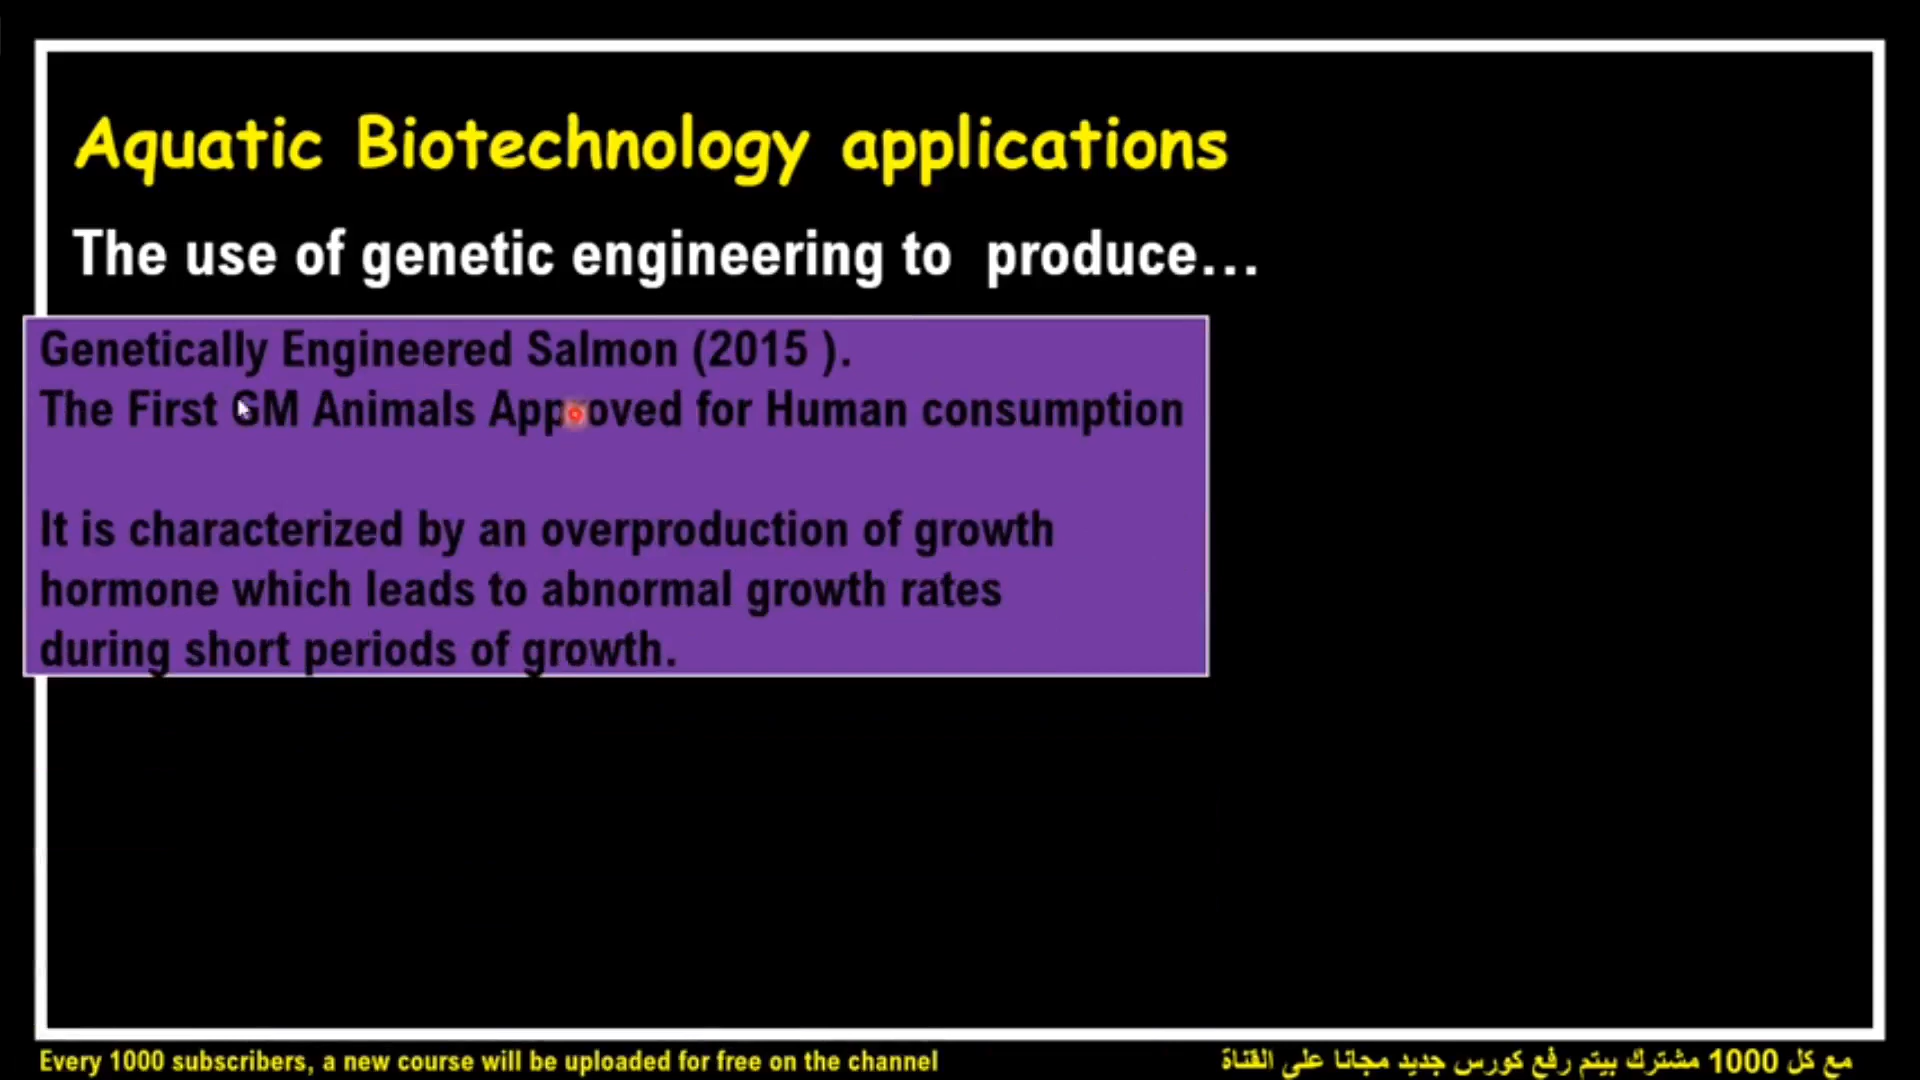 Aquatic Biotechnology applications
The use of genetic engineering to produce...
Genetically Engineered Salmon (2015 ).
The First GM Animals Approved for Human consumption
It is characterized by an overproduction of growth
hormone which leads to abnormal growth rates
during short periods of growth.
Every 1000 subscribers, a new course will be uploaded for free on the channel
مع كل 1000 مشترك بيتم رفع كورس جديد مجانا على القناة